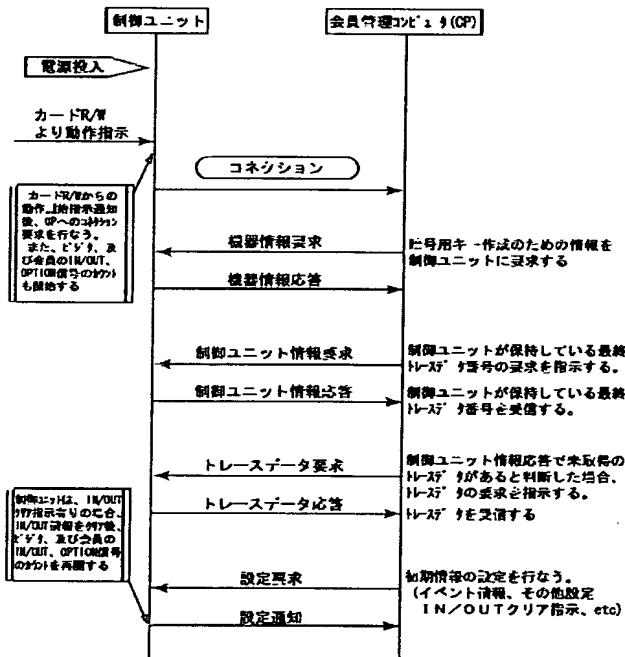 制御ユニット
会員管理ｺﾝﾋﾟｭｰﾀ(CP)
電源投入
カードR/W
より動作指示
コネクション
カードR/Wからの
動作開始指示通知
後、CPへのｺﾈｸｼｮﾝ
要求を行なう。
また、ﾋﾞｼﾞﾀ、及
び会員のIN/OUT、
OPTION信号のｶｳﾝﾄ
も開始する
機器情報要求
暗号用キー作成のための情報を
制御ユニットに要求する
機器情報応答
制御ユニット情報要求
制御ユニットが保持している最終
ﾄﾚｰｽﾃﾞｰﾀ番号の要求を指示する。
制御ユニット情報応答
制御ユニットが保持している最終
ﾄﾚｰｽﾃﾞｰﾀ番号を受信する。
トレースデータ要求
制御ユニット情報応答で未取得の
ﾄﾚｰｽﾃﾞｰﾀがあると判断した場合、
ﾄﾚｰｽﾃﾞｰﾀの要求を指示する。
トレースデータ応答
ﾄﾚｰｽﾃﾞｰﾀを受信する
制御ﾕﾆｯﾄは、IN/OUT
ｸﾘｱ指示有りの場合、
IN/OUT情報をｸﾘｱ後、
ﾋﾞｼﾞﾀ、及び会員の
IN/OUT、OPTION信号
のｶｳﾝﾄを再開する
設定要求
初期情報の設定を行なう。
(イベント情報、その他設定
IN／OUTクリア指示、etc)
設定通知